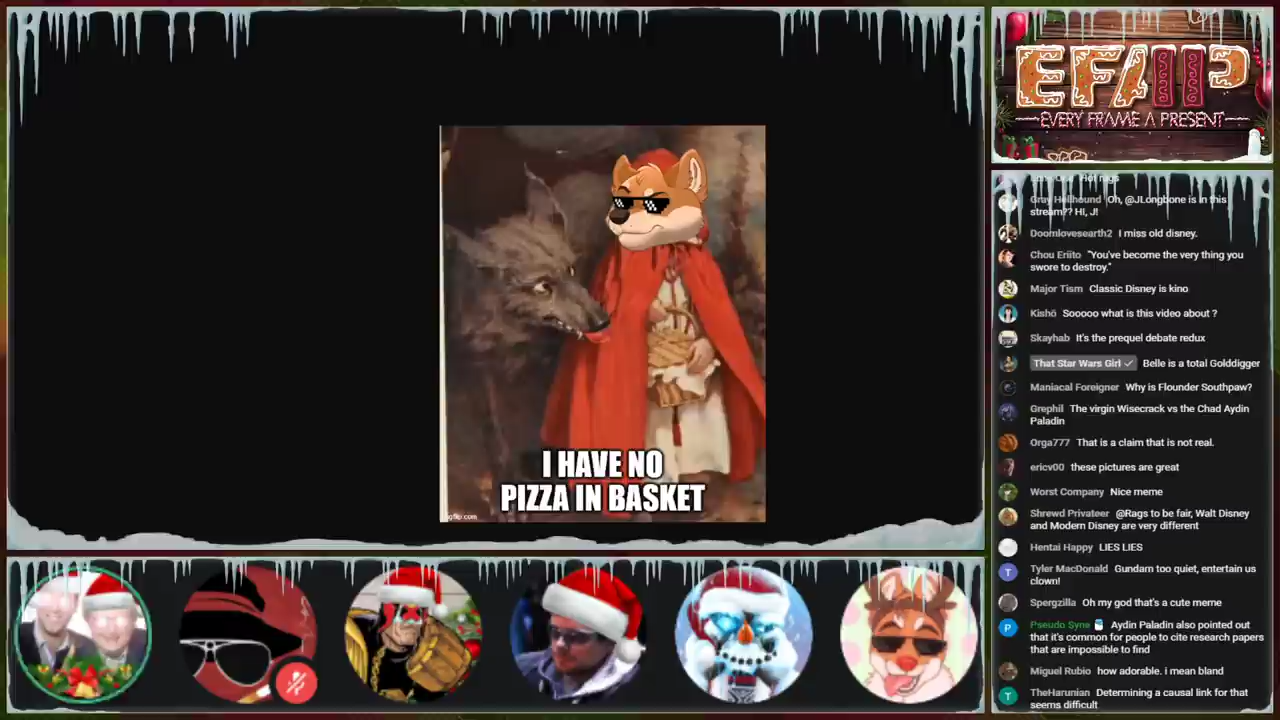 EFAP
EVERY FRAME A PRESENT
I HAVE NO
PIZZA IN BASKET
imgflip.com
Gray Hellhound Oh, @JLongbone is in this
stream?? Hi, J!
Doomlovesearth2 I miss old disney.
Chou Eriito "You've become the very thing you
swore to destroy."
Major Tism Classic Disney is kino
Kishō Sooooo what is this video about ?
Skayhab It's the prequel debate redux
That Star Wars Girl ✓ Belle is a total Golddigger
Maniacal Foreigner Why is Flounder Southpaw?
Grephil The virgin Wisecrack vs the Chad Aydin
Paladin
Orga777 That is a claim that is not real.
ericv00 these pictures are great
Worst Company Nice meme
Shrewd Privateer @Rags to be fair, Walt Disney
and Modern Disney are very different
Hentai Happy LIES LIES
T Tyler MacDonald Gundam too quiet, entertain us
clown!
Spergzilla Oh my god that's a cute meme
P Pseudo Syne Aydin Paladin also pointed out
that it's common for people to cite research papers
that are impossible to find
Miguel Rubio how adorable. i mean bland
T TheHarunian Determining a causal link for that
seems difficult